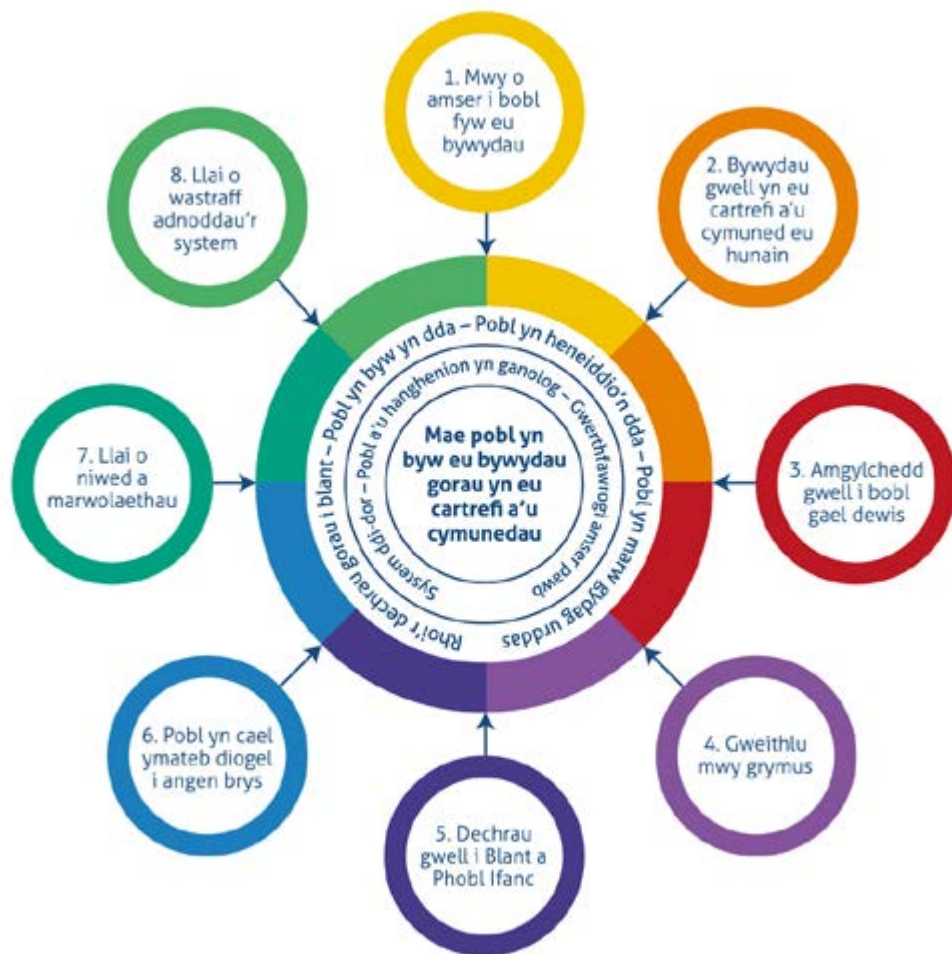 1. Mwy o
amser i bobl
fyw eu
bywydau
2. Bywydau
gwell yn eu
cartrefi a'u
cymuned eu
hunain
3. Amgylchedd
gwell i bobl
gael dewis
4. Gweithlu
mwy grymus
5. Dechrau
gwell i Blant a
Phobl Ifanc
6. Pobl yn cael
ymateb diogel
i angen brys
7. Llai o
niwed a
marwolaethau
8. Llai o
wastraff
adnoddau'r
system
Rhoi'r dechrau gorau i blant – Pobl yn byw yn dda – Pobl yn heneiddio'n dda – Pobl yn marw gydag urddas
System ddi-dor – Pobl a'u hanghenion yn ganolog – Gwerthfawrogi amser pawb
Mae pobl yn
byw eu bywydau
gorau yn eu
cartrefi a'u
cymunedau